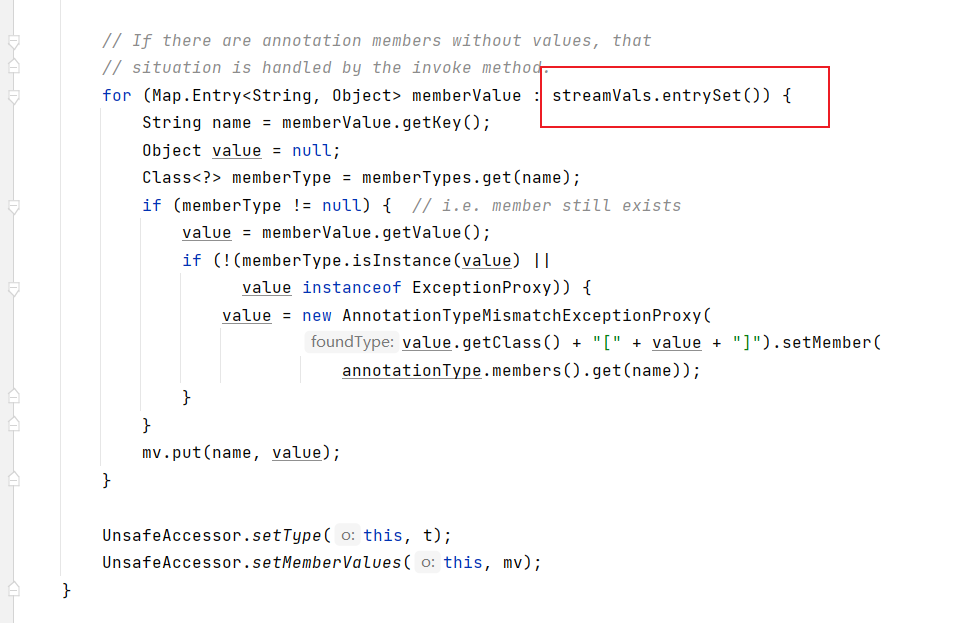 // If there are annotation members without values, that
// situation is handled by the invoke method.
for (Map.Entry<String, Object> memberValue : streamVals.entrySet()) {
String name = memberValue.getKey();
Object value = null;
Class<?> memberType = memberTypes.get(name);
if (memberType != null) {  // i.e. member still exists
value = memberValue.getValue();
if (!(memberType.isInstance(value) ||
value instanceof ExceptionProxy)) {
value = new AnnotationTypeMismatchExceptionProxy(
foundType: value.getClass() + "[" + value + "]").setMember(
annotationType.members().get(name));
}
}
mv.put(name, value);
}
UnsafeAccessor.setType( o: this, t);
UnsafeAccessor.setMemberValues( o: this, mv);
}